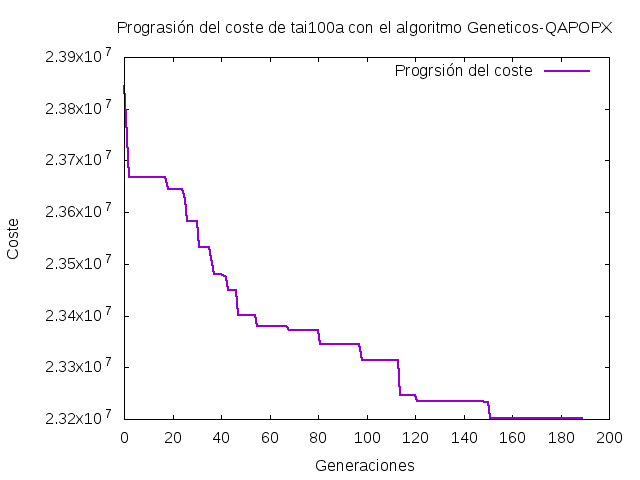 Prograsión del coste de tai100a con el algoritmo Geneticos-QAPOPX
Progrsión del coste
2.39x10^7
2.38x10^7
2.37x10^7
2.36x10^7
2.35x10^7
2.34x10^7
2.33x10^7
2.32x10^7
Coste
0 20 40 60 80 100 120 140 160 180 200
Generaciones